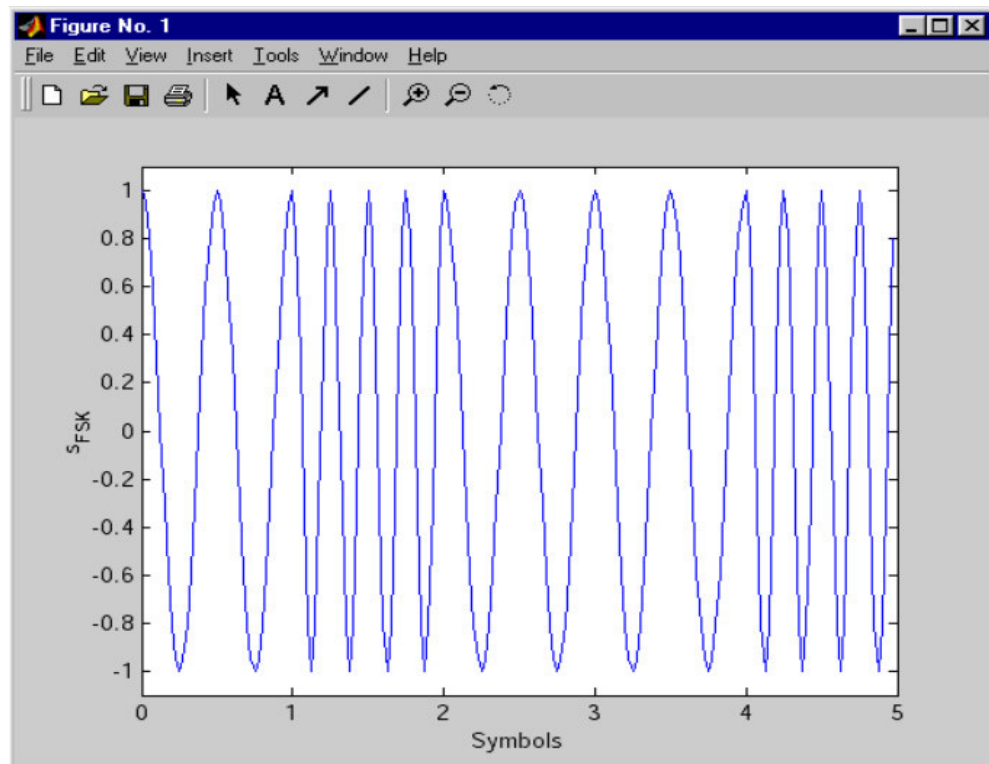 Figure No. 1
File Edit View Insert Tools Window Help
A
1
0.8
0.6
0.4
0.2
0
-0.2
-0.4
-0.6
-0.8
-1
sFSK
0 1 2 3 4 5
Symbols